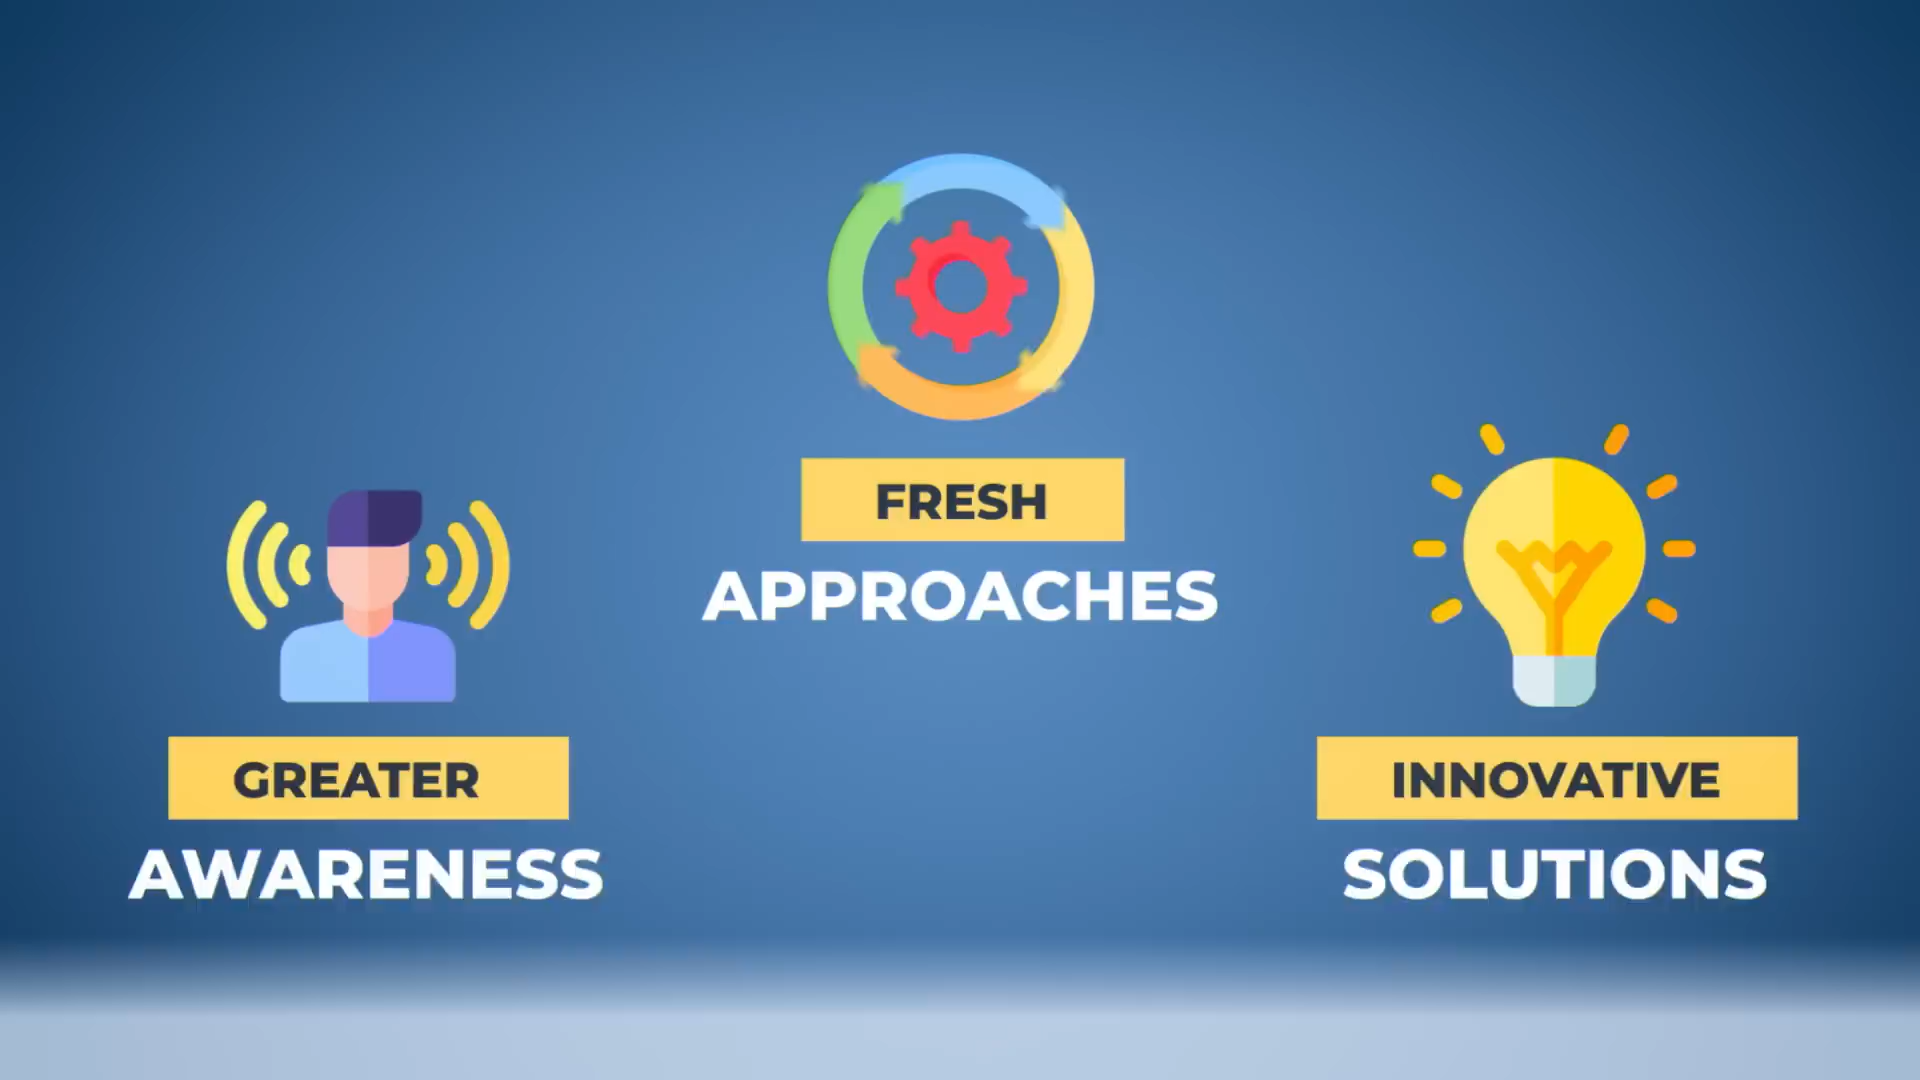 GREATER
AWARENESS
FRESH
APPROACHES
INNOVATIVE
SOLUTIONS